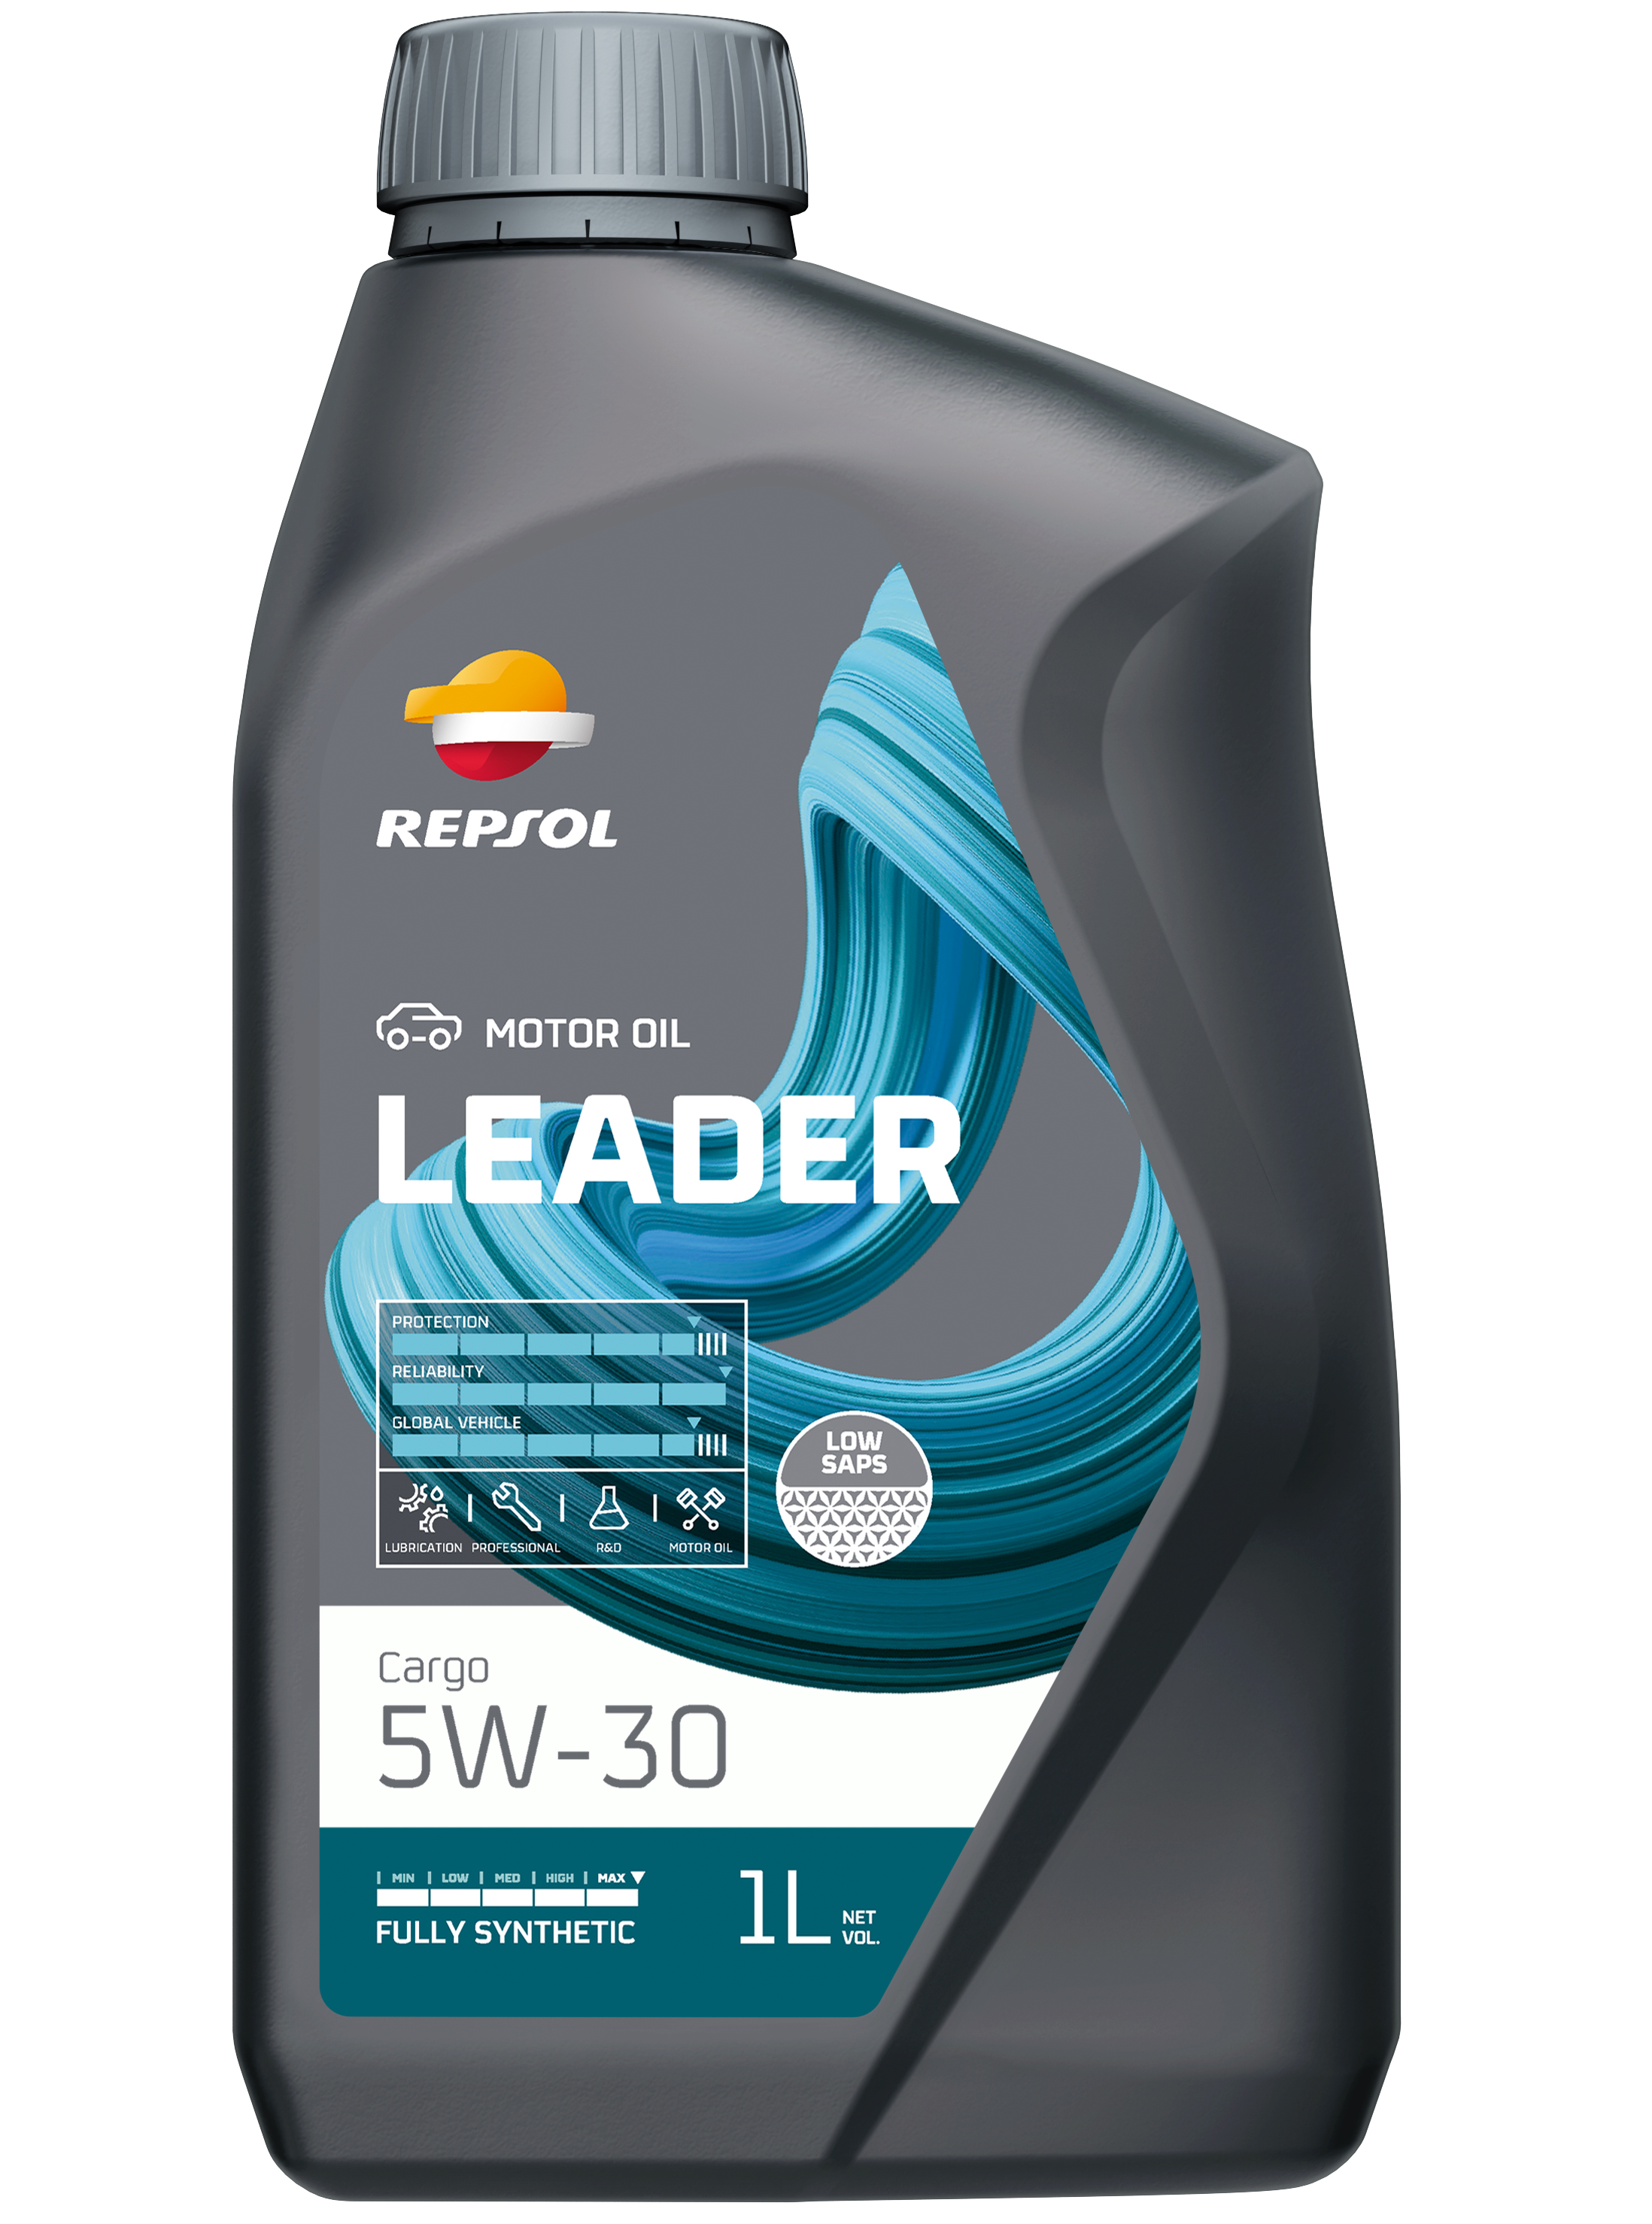 REPSOL
MOTOR OIL
LEADER
PROTECTION
RELIABILITY
GLOBAL VEHICLE
LOW
SAPS
LUBRICATION PROFESSIONAL R&D MOTOR OIL
Cargo
5W-30
MIN LOW MED HIGH MAX
FULLY SYNTHETIC
1L NET
VOL.